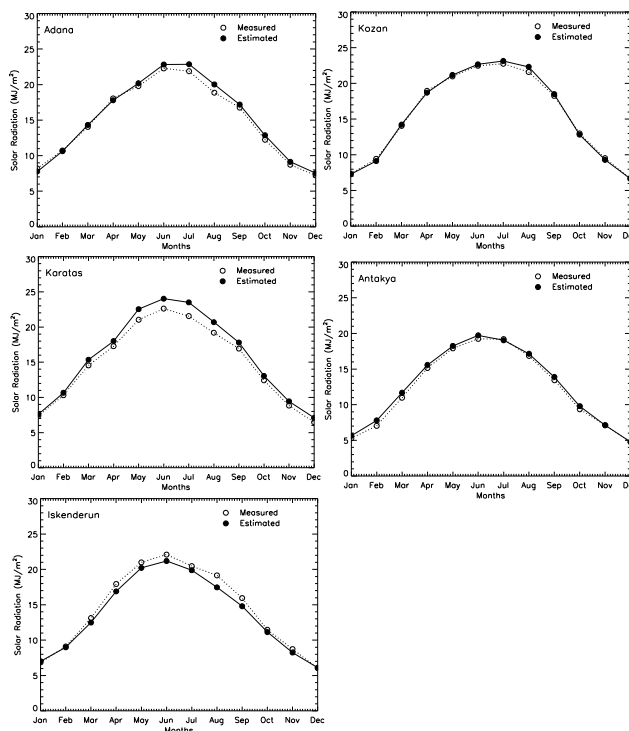 Adana
Measured
Estimated
Solar Radiation (MJ/m²)
30
25
20
15
10
5
0
Jan Feb Mar Apr May Jun Jul Aug Sep Oct Nov Dec
Months
Kozan
Measured
Estimated
Solar Radiation (MJ/m²)
30
25
20
15
10
5
0
Jan Feb Mar Apr May Jun Jul Aug Sep Oct Nov Dec
Months
Karatas
Measured
Estimated
Solar Radiation (MJ/m²)
30
25
20
15
10
5
0
Jan Feb Mar Apr May Jun Jul Aug Sep Oct Nov Dec
Months
Antakya
Measured
Estimated
Solar Radiation (MJ/m²)
30
25
20
15
10
5
0
Jan Feb Mar Apr May Jun Jul Aug Sep Oct Nov Dec
Months
Iskenderun
Measured
Estimated
Solar Radiation (MJ/m²)
30
25
20
15
10
5
0
Jan Feb Mar Apr May Jun Jul Aug Sep Oct Nov Dec
Months